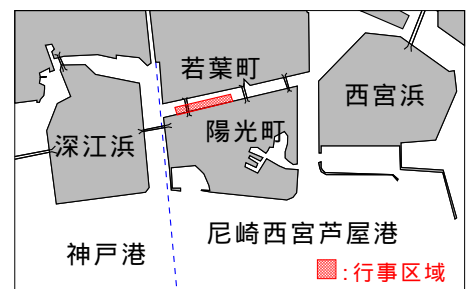 若葉町
西宮浜
陽光町
深江浜
尼崎西宮芦屋港
神戸港
:行事区域